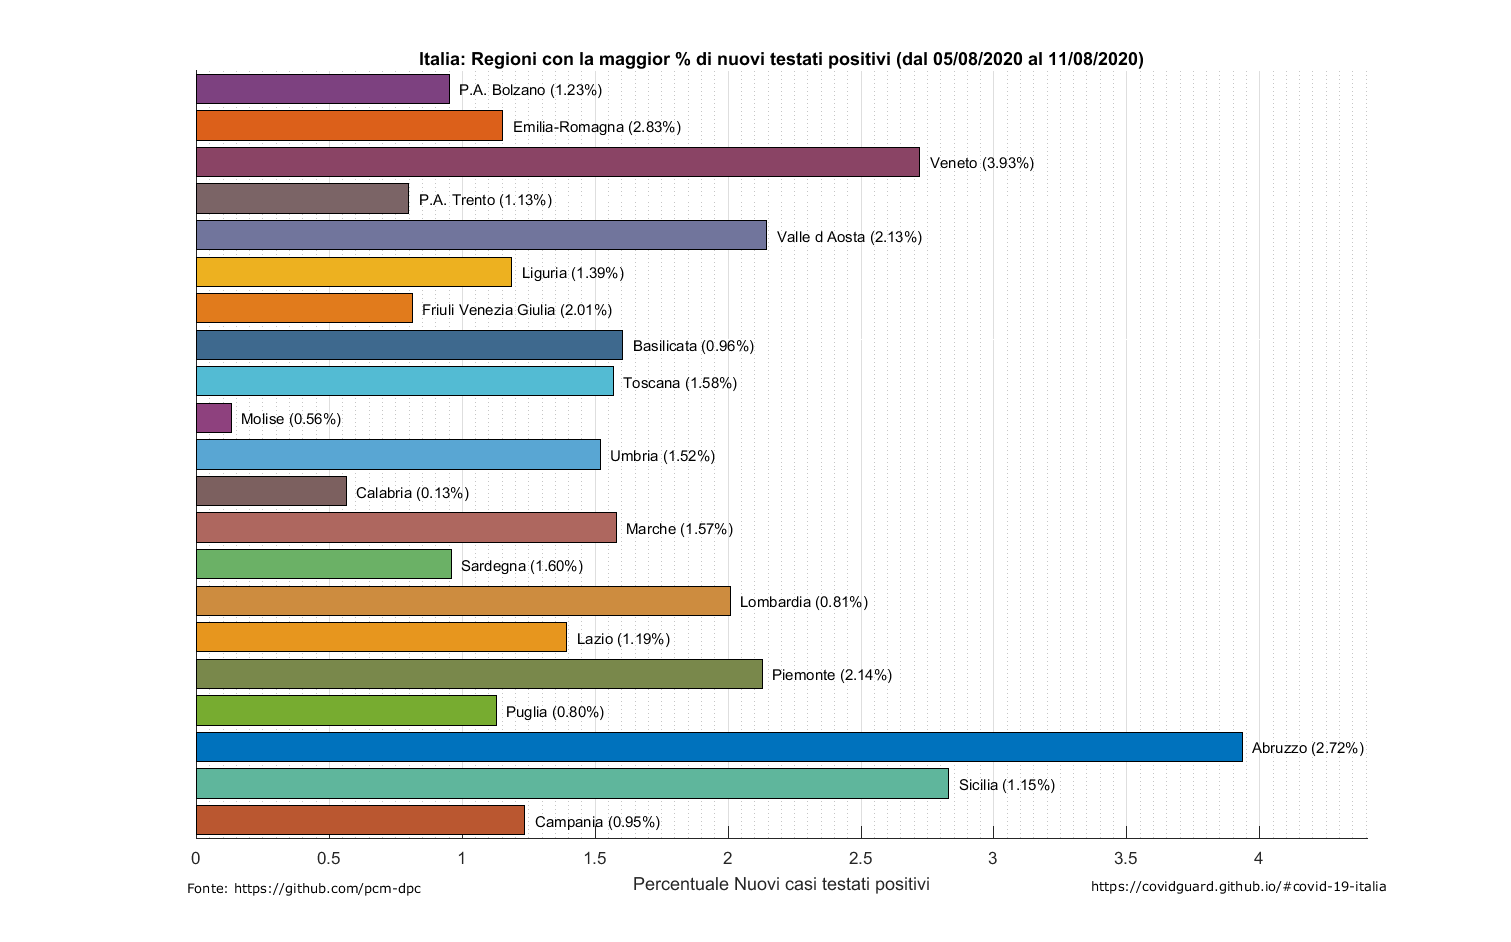 Italia: Regioni con la maggior % di nuovi testati positivi (dal 05/08/2020 al 11/08/2020)
P.A. Bolzano (1.23%)
Emilia-Romagna (2.83%)
Veneto (3.93%)
P.A. Trento (1.13%)
Valle d Aosta (2.13%)
Liguria (1.39%)
Friuli Venezia Giulia (2.01%)
Basilicata (0.96%)
Toscana (1.58%)
Molise (0.56%)
Umbria (1.52%)
Calabria (0.13%)
Marche (1.57%)
Sardegna (1.60%)
Lombardia (0.81%)
Lazio (1.19%)
Piemonte (2.14%)
Puglia (0.80%)
Abruzzo (2.72%)
Sicilia (1.15%)
Campania (0.95%)
0 0.5 1 1.5 2 2.5 3 3.5 4
Percentuale Nuovi casi testati positivi
Fonte: https://github.com/pcm-dpc
https://covidguard.github.io/#covid-19-italia